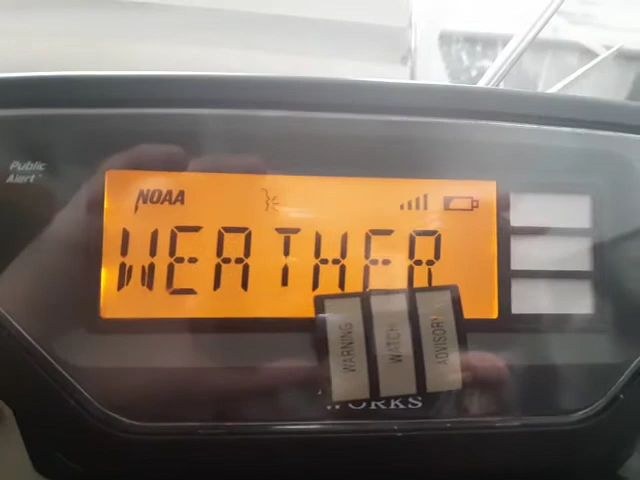 Public
Alert
NOAA
WEATHER
WARNING
WATCH
ADVISORY
WORKS